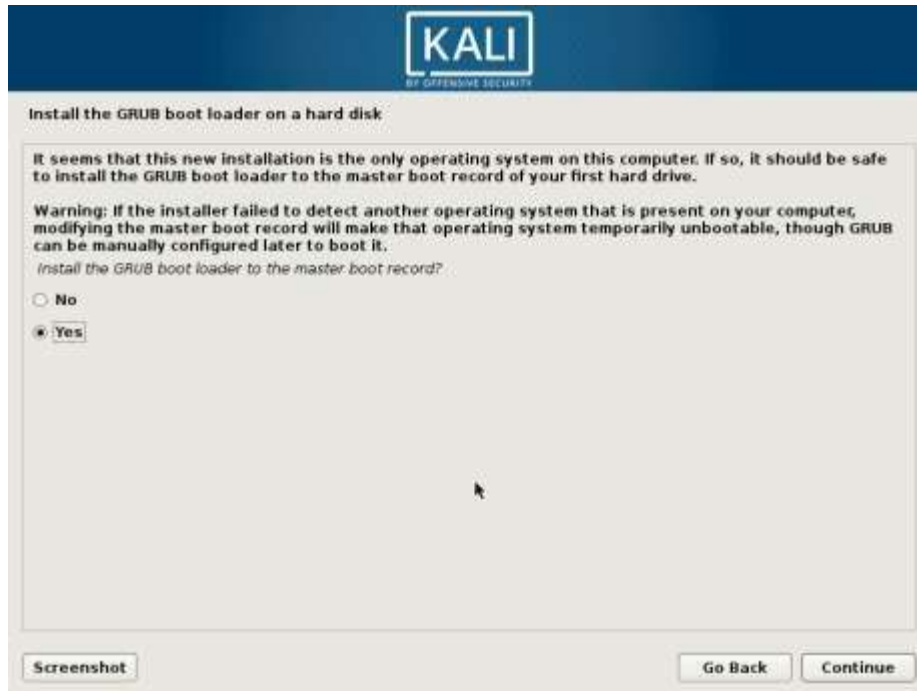 KALI
BY OFFENSIVE SECURITY
Install the GRUB boot loader on a hard disk
It seems that this new installation is the only operating system on this computer. If so, it should be safe
to install the GRUB boot loader to the master boot record of your first hard drive.
Warning: If the installer failed to detect another operating system that is present on your computer,
modifying the master boot record will make that operating system temporarily unbootable, though GRUB
can be manually configured later to boot it.
Install the GRUB boot loader to the master boot record?
No
Yes
Screenshot
Go Back
Continue